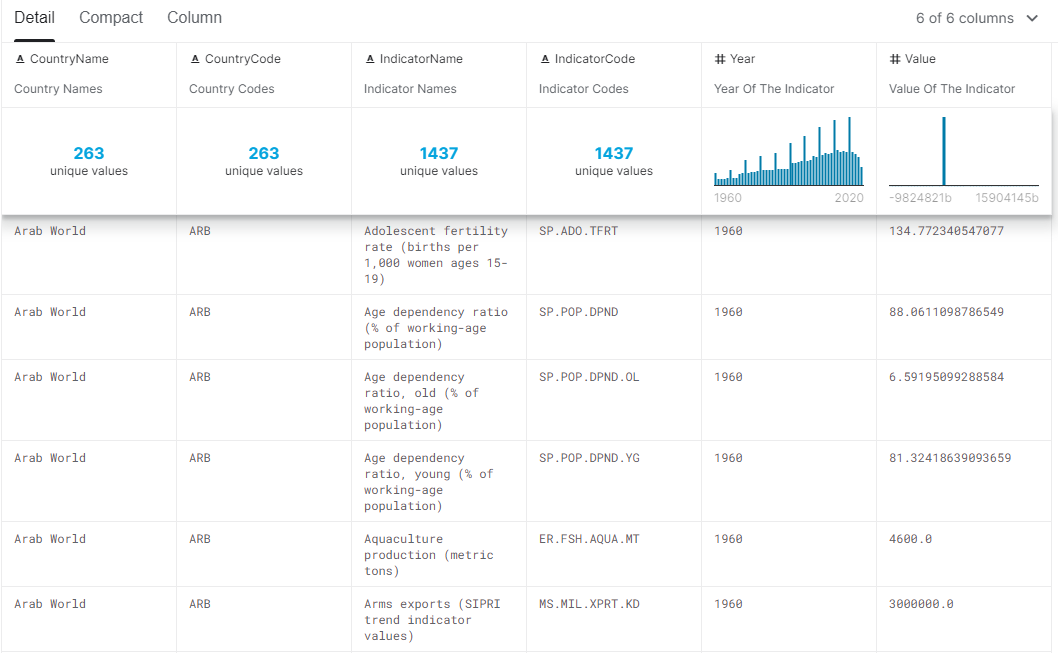 Detail Compact Column 6 of 6 columns
A CountryName A CountryCode A IndicatorName A IndicatorCode # Year # Value
Country Names Country Codes Indicator Names Indicator Codes Year Of The Indicator Value Of The Indicator
263 263 1437 1437
unique values unique values unique values unique values
1960 2020 -9824821b 15904145b
Arab World ARB Adolescent fertility SP.ADO.TFRT 1960 134.772340547077
rate (births per
1,000 women ages 15-
19)
Arab World ARB Age dependency ratio SP.POP.DPND 1960 88.0611098786549
(% of working-age
population)
Arab World ARB Age dependency SP.POP.DPND.OL 1960 6.59195099288584
ratio, old (% of
working-age
population)
Arab World ARB Age dependency SP.POP.DPND.YG 1960 81.32418639093659
ratio, young (% of
working-age
population)
Arab World ARB Aquaculture ER.FSH.AQUA.MT 1960 4600.0
production (metric
tons)
Arab World ARB Arms exports (SIPRI MS.MIL.XPRT.KD 1960 3000000.0
trend indicator
values)